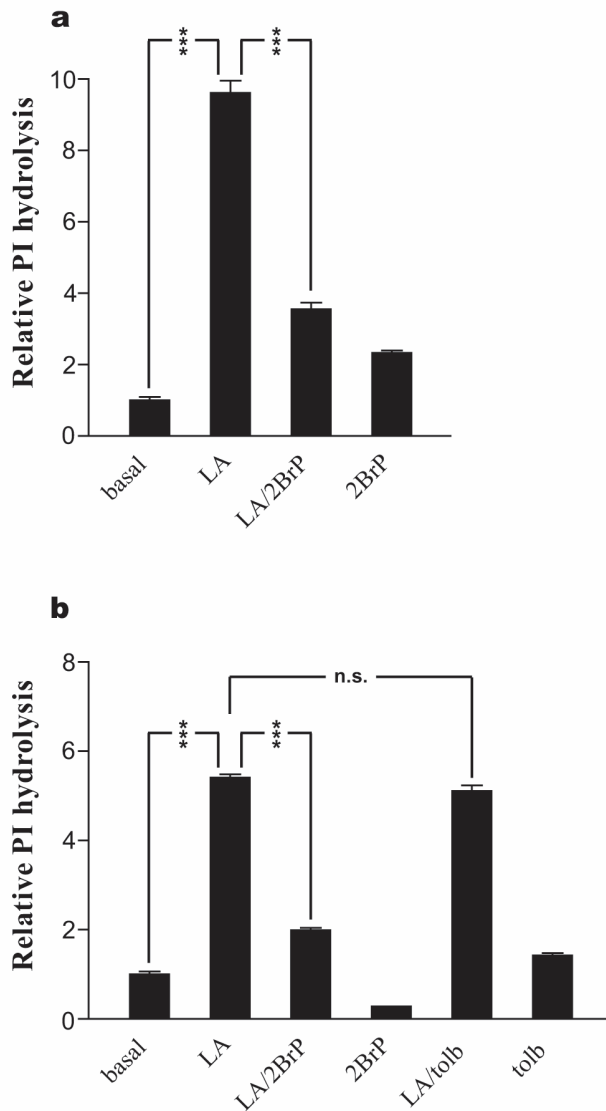 a
*** ***
10
8
6
4
2
0
Relative PI hydrolysis
basal
LA
LA/2BrP
2BrP
b
8
6
4
2
0
Relative PI hydrolysis
n.s.
*** ***
basal
LA
LA/2BrP
2BrP
LA/tolb
tolb